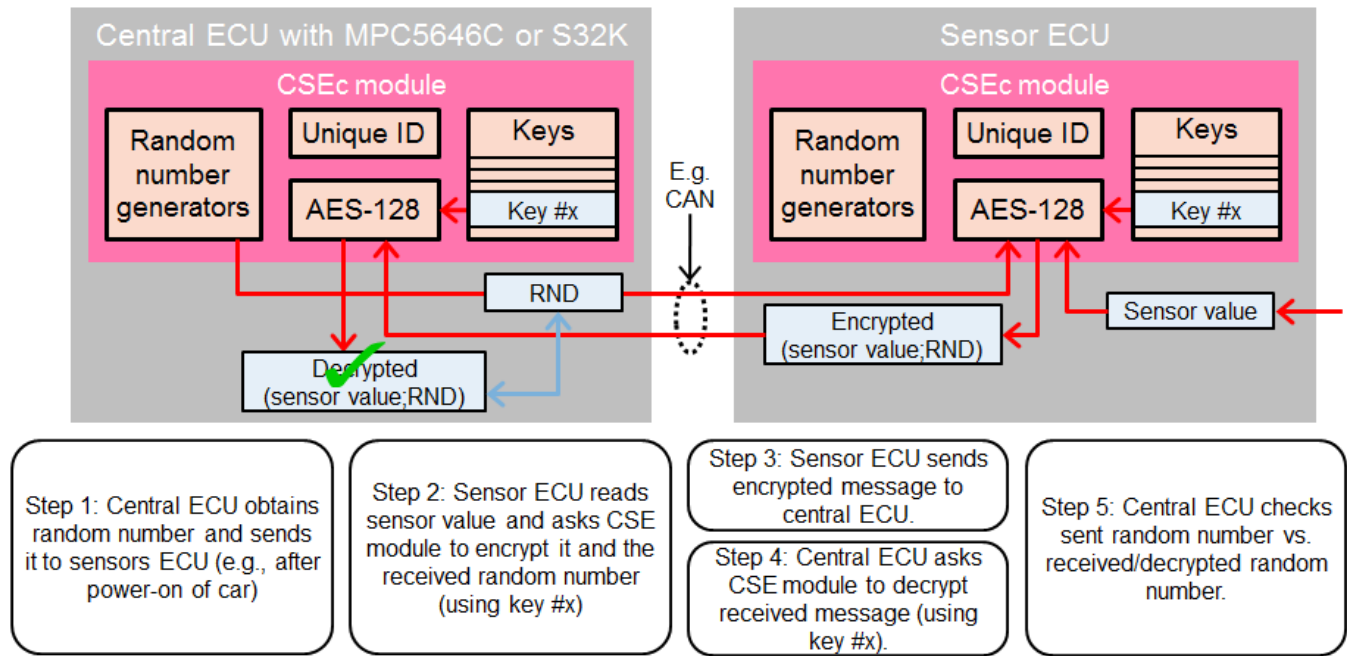 Central ECU with MPC5646C or S32K
CSEc module
Random
number
generators
Unique ID
AES-128
Keys
Key #x
RND
Decrypted
(sensor value;RND)
E.g.
CAN
Sensor ECU
CSEc module
Random
number
generators
Unique ID
AES-128
Keys
Key #x
Encrypted
(sensor value;RND)
Sensor value
Step 1: Central ECU obtains
random number and sends
it to sensors ECU (e.g., after
power-on of car)
Step 2: Sensor ECU reads
sensor value and asks CSE
module to encrypt it and the
received random number
(using key #x)
Step 3: Sensor ECU sends
encrypted message to
central ECU.
Step 4: Central ECU asks
CSE module to decrypt
received message (using
key #x).
Step 5: Central ECU checks
sent random number vs.
received/decrypted random
number.